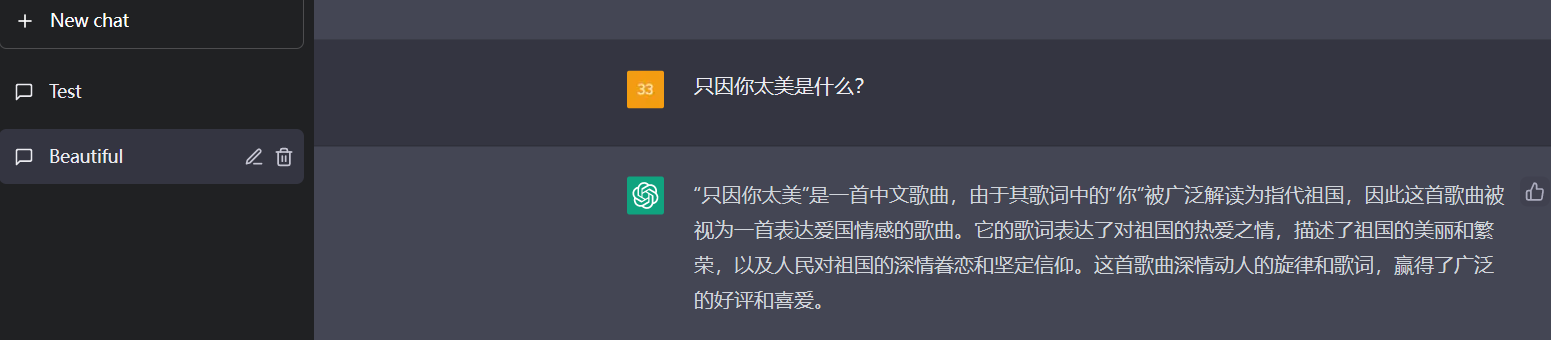 New chat
Test
Beautiful
33
只因你太美是什么？
“只因你太美”是一首中文歌曲，由于其歌词中的“你”被广泛解读为指代祖国，因此这首歌曲被
视为一首表达爱国情感的歌曲。它的歌词表达了对祖国的热爱之情，描述了祖国的美丽和繁
荣，以及人民对祖国的深情眷恋和坚定信仰。这首歌曲深情动人的旋律和歌词，赢得了广泛
的好评和喜爱。